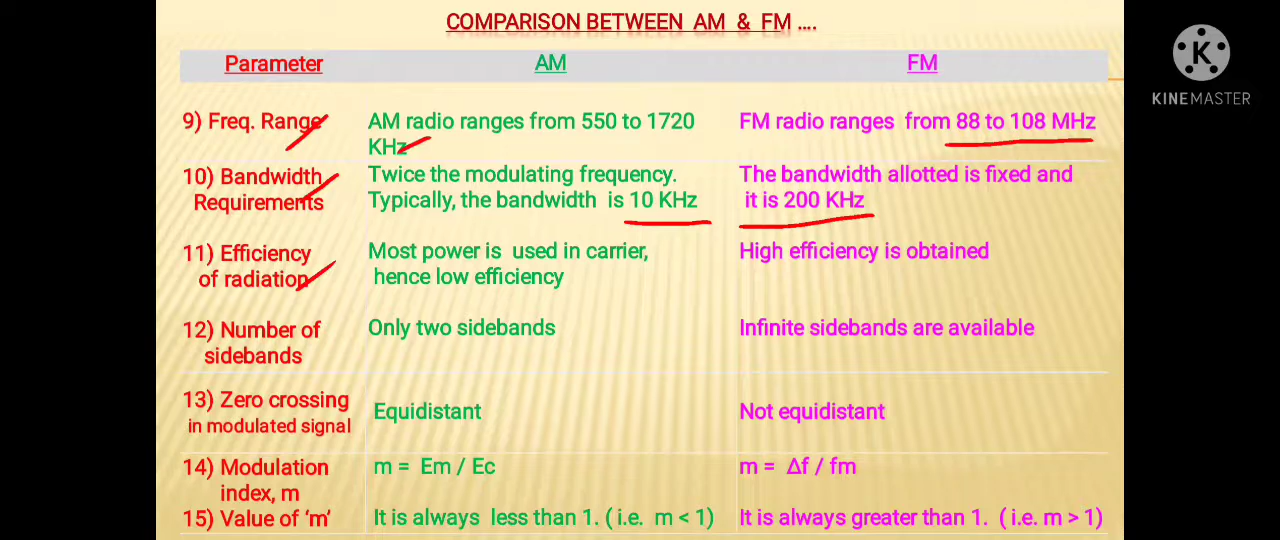 COMPARISON BETWEEN AM & FM ....
Parameter AM FM
9) Freq. Range AM radio ranges from 550 to 1720 KHz FM radio ranges from 88 to 108 MHz
10) Bandwidth Requirements Twice the modulating frequency. Typically, the bandwidth is 10 KHz The bandwidth allotted is fixed and it is 200 KHz
11) Efficiency of radiation Most power is used in carrier, hence low efficiency High efficiency is obtained
12) Number of sidebands Only two sidebands Infinite sidebands are available
13) Zero crossing in modulated signal Equidistant Not equidistant
14) Modulation index, m m = Em / Ec m = Δf / fm
15) Value of 'm' It is always less than 1. ( i.e. m < 1) It is always greater than 1. ( i.e. m > 1)
K
KINEMASTER